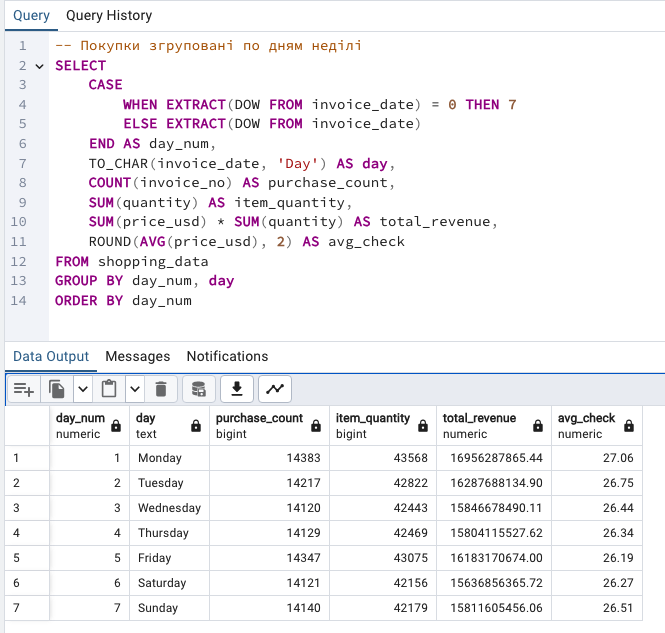 Query Query History
1 -- Покупки згруповані по дням неділі
2 SELECT
3 CASE
4 WHEN EXTRACT(DOW FROM invoice_date) = 0 THEN 7
5 ELSE EXTRACT(DOW FROM invoice_date)
6 END AS day_num,
7 TO_CHAR(invoice_date, 'Day') AS day,
8 COUNT(invoice_no) AS purchase_count,
9 SUM(quantity) AS item_quantity,
10 SUM(price_usd) * SUM(quantity) AS total_revenue,
11 ROUND(AVG(price_usd), 2) AS avg_check
12 FROM shopping_data
13 GROUP BY day_num, day
14 ORDER BY day_num
Data Output Messages Notifications
day_num day purchase_count item_quantity total_revenue avg_check
numeric text bigint bigint numeric numeric
1 1 Monday 14383 43568 16956287865.44 27.06
2 2 Tuesday 14217 42822 16287688134.90 26.75
3 3 Wednesday 14120 42443 15846678490.11 26.44
4 4 Thursday 14129 42469 15804115527.62 26.34
5 5 Friday 14347 43075 16183170674.00 26.19
6 6 Saturday 14121 42156 15636856365.72 26.27
7 7 Sunday 14140 42179 15811605456.06 26.51